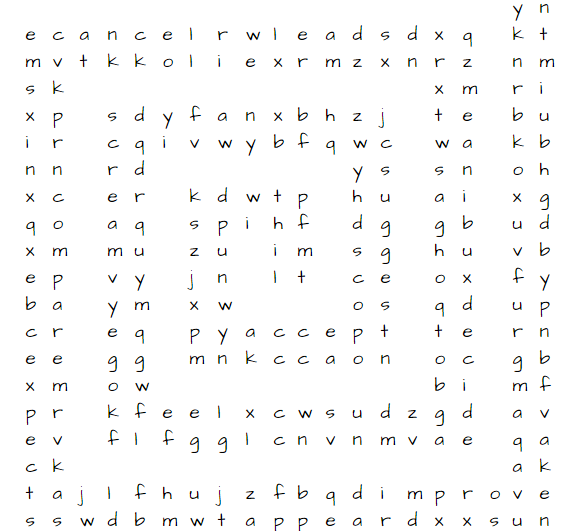 y n
e c a n c e l r w l e a d s d x q k t
m v t k k o l i e x r m z x n r z n m
s k x m r i
x p s d y f a n x b h z j t e b u
i r c q i v w y b f q w c w a k b
n n r d y s s n o h
x c e r k d w t p h u a i x g
q o a q s p i h f d g g b u d
x m m u z u i m s g h u v b
e p v y j n l t c e o x f y
b a y m x w o s q d u p
c r e q p y a c c e p t t e r n
e e g g m n k c c a o n o c g b
x m o w b i m f
p r k f e e l x c w s u d z g d a v
e v f l f g g l c n v n m v a e q a
c k a k
t a j l f h u j z f b q d i m p r o v e
s s w d b m w t a p p e a r d x x s u n